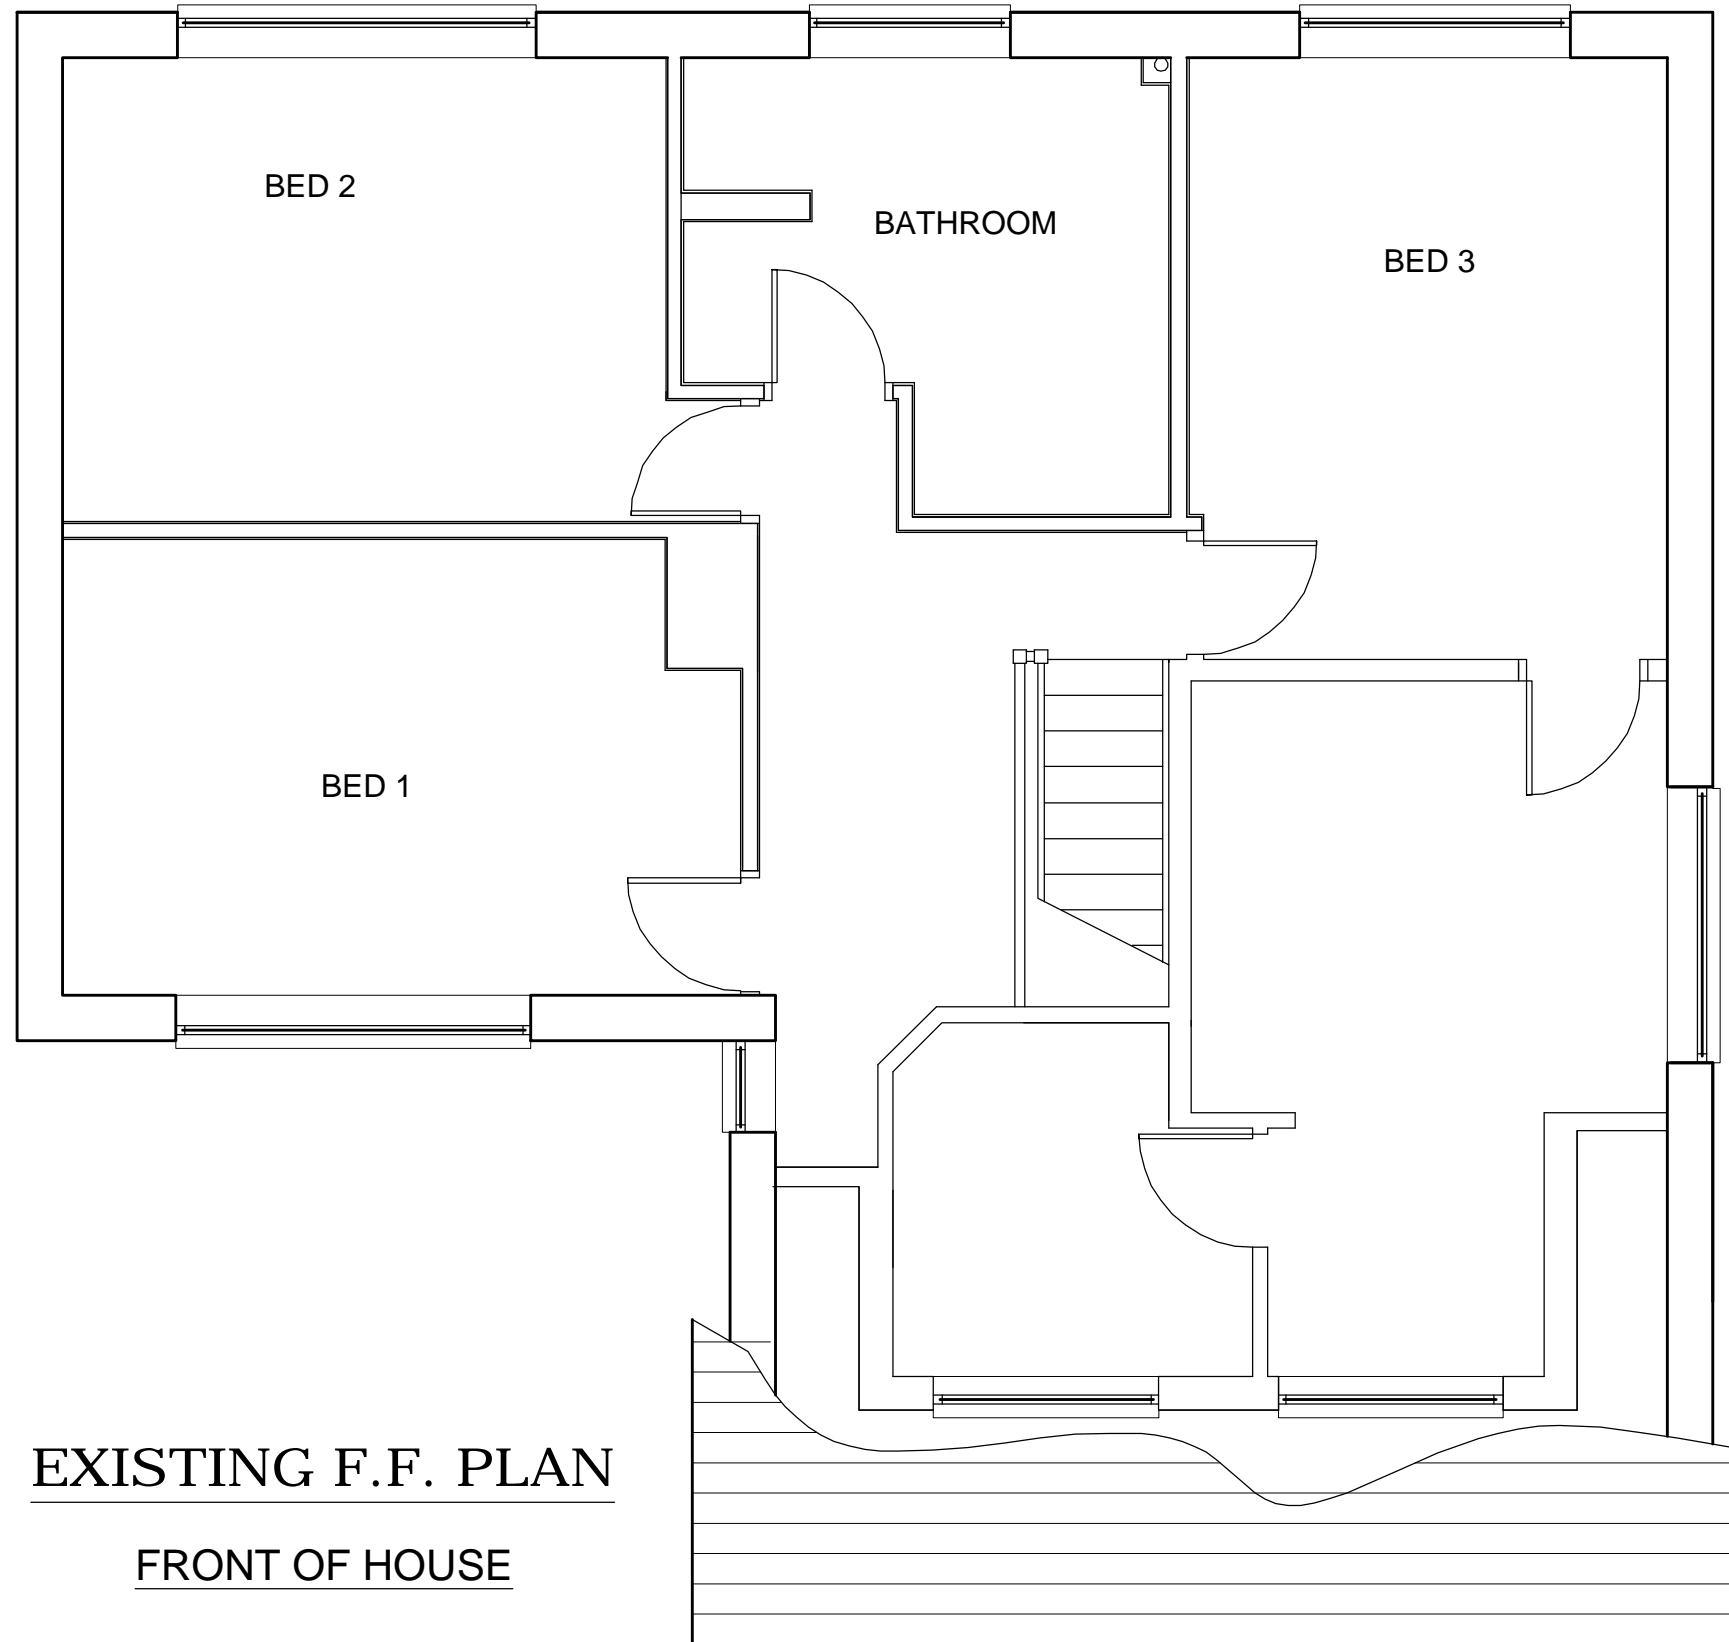 BED 2
BATHROOM
BED 3
BED 1
EXISTING F.F. PLAN
FRONT OF HOUSE